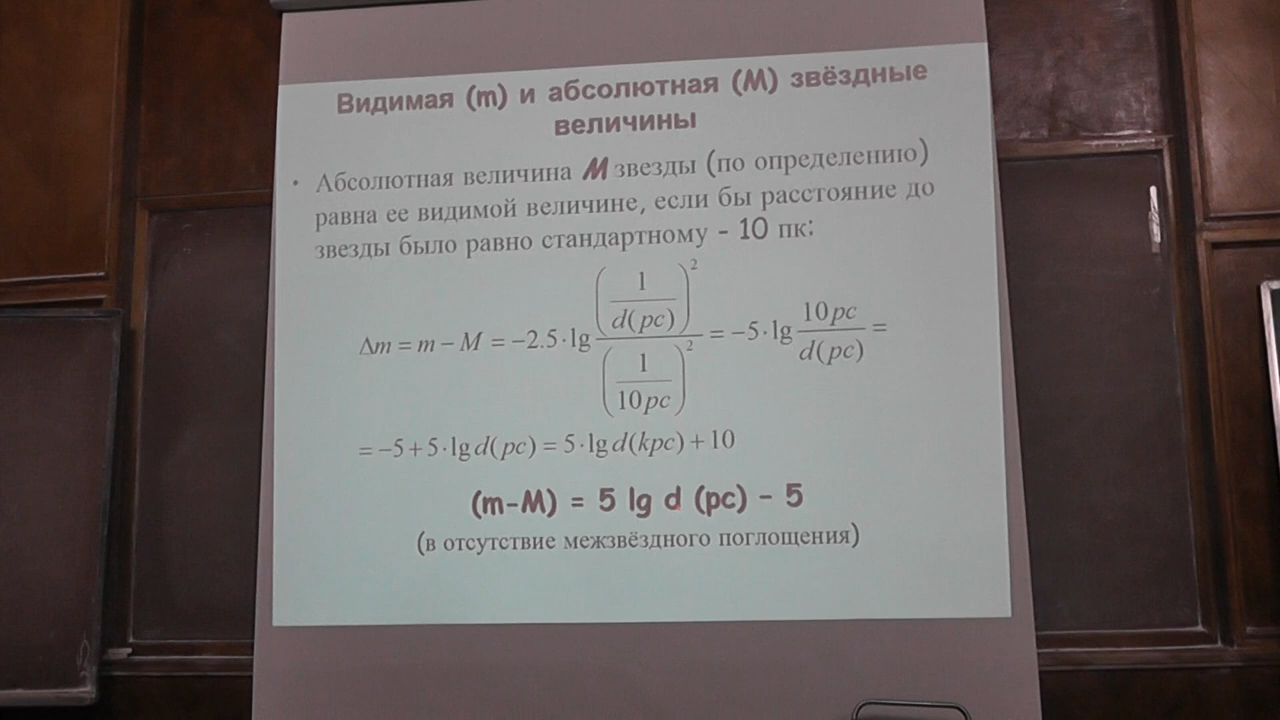 Видимая (m) и абсолютная (M) звёздные
величины
• Абсолютная величина M звезды (по определению)
равна ее видимой величине, если бы расстояние до
звезды было равно стандартному - 10 пк:
Δm = m − M = −2.5·lg ((1/d(pc))²)/((1/10pc)²) = −5·lg 10pc/d(pc) =
= −5 + 5·lg d(pc) = 5·lg d(kpc) + 10
(m-M) = 5 lg d (pc) - 5
(в отсутствие межзвёздного поглощения)